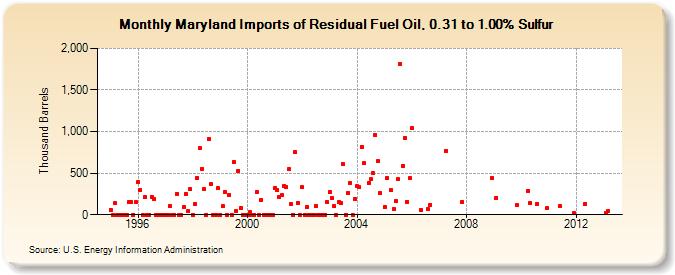 Monthly Maryland Imports of Residual Fuel Oil, 0.31 to 1.00% Sulfur
Thousand Barrels
2,000
1,500
1,000
500
0
1996 2000 2004 2008 2012
Source: U.S. Energy Information Administration